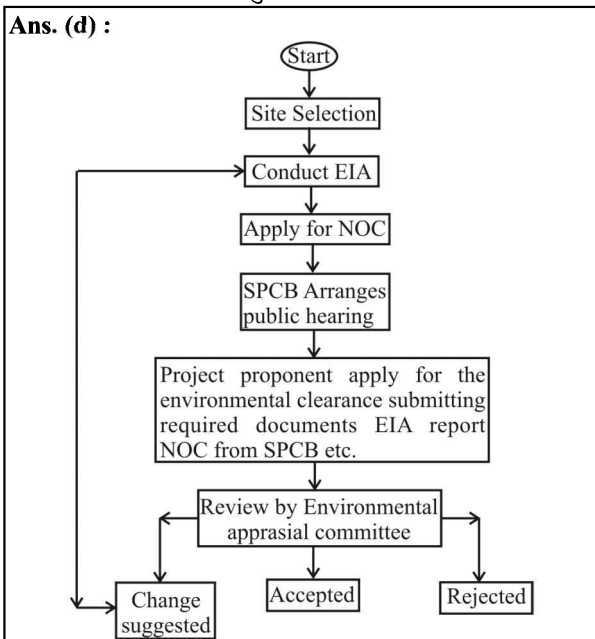 Ans. (d) :
Start
Site Selection
Conduct EIA
Apply for NOC
SPCB Arranges
public hearing
Project proponent apply for the
environmental clearance submitting
required documents EIA report
NOC from SPCB etc.
Review by Environmental
apprasial committee
Change
suggested
Accepted
Rejected